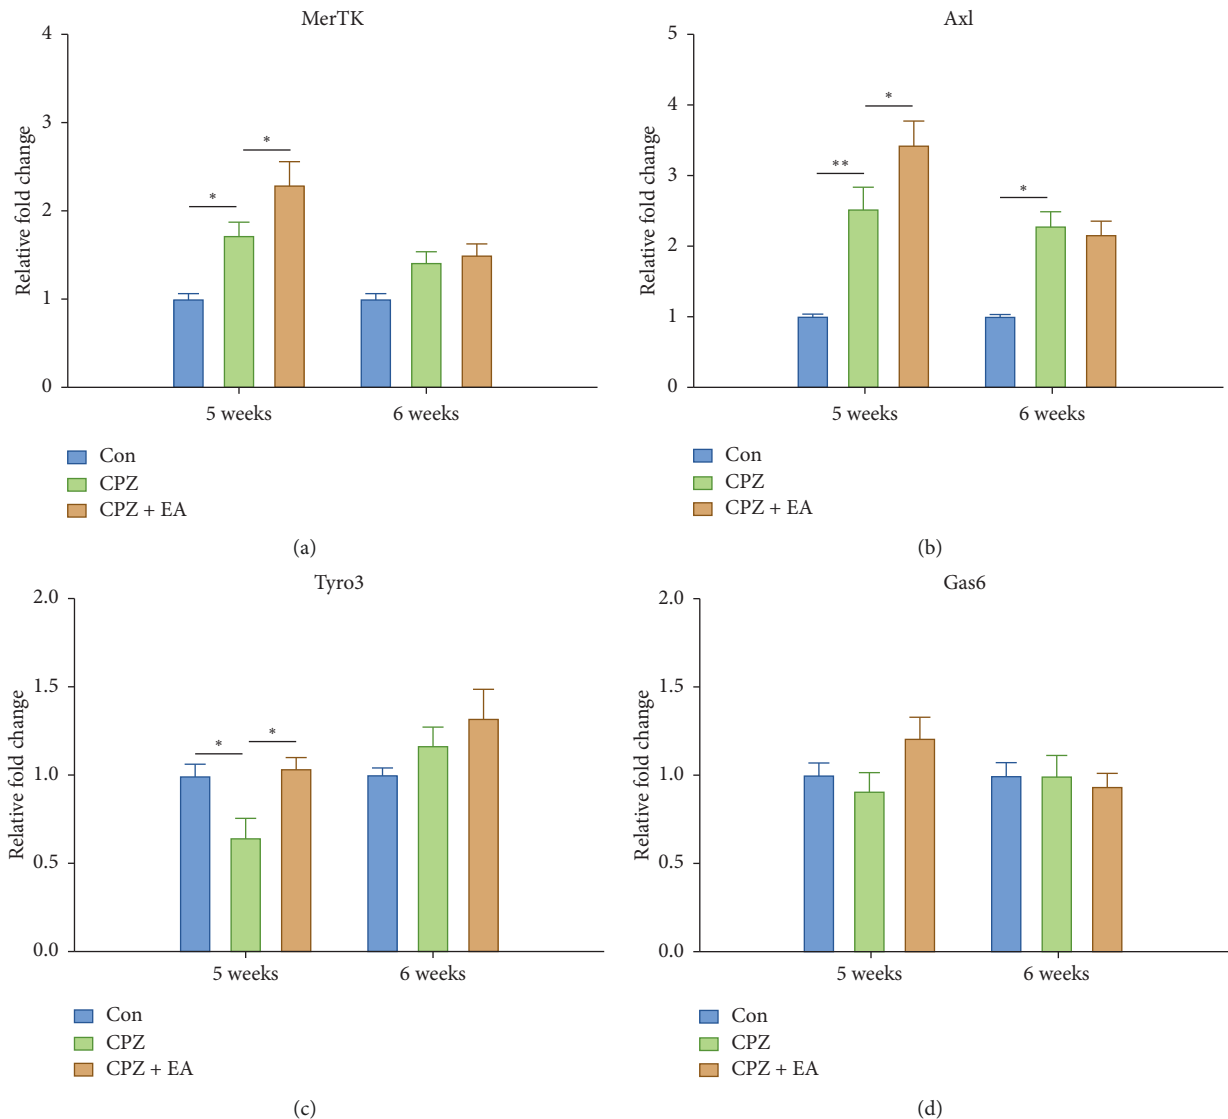 MerTK
4
3
2
1
0
Relative fold change
*
*
5 weeks
6 weeks
Con
CPZ
CPZ + EA
(a)
Axl
5
4
3
2
1
0
Relative fold change
**
*
*
5 weeks
6 weeks
Con
CPZ
CPZ + EA
(b)
Tyro3
2.0
1.5
1.0
0.5
0.0
Relative fold change
*
*
5 weeks
6 weeks
Con
CPZ
CPZ + EA
(c)
Gas6
2.0
1.5
1.0
0.5
0.0
Relative fold change
5 weeks
6 weeks
Con
CPZ
CPZ + EA
(d)